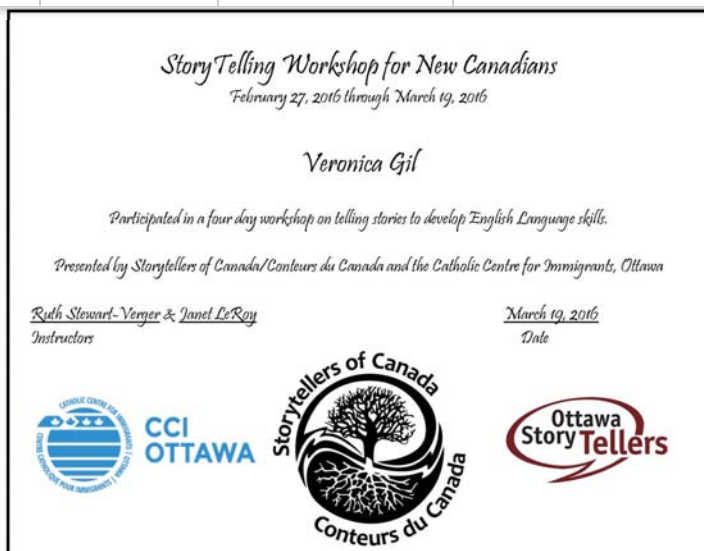 StoryTelling Workshop for New Canadians
February 27, 2016 through March 19, 2016
Veronica Gil
Participated in a four day workshop on telling stories to develop English Language skills.
Presented by Storytellers of Canada/Conteurs du Canada and the Catholic Centre for Immigrants, Ottawa
Ruth Stewart-Verger & Janet LeRoy
Instructors
March 19, 2016
Date
CATHOLIC CENTRE FOR IMMIGRANTS | OTTAWA
CENTRE CATHOLIQUE POUR IMMIGRANTS |
CCI
OTTAWA
Storytellers of Canada
Conteurs du Canada
Ottawa
StoryTellers